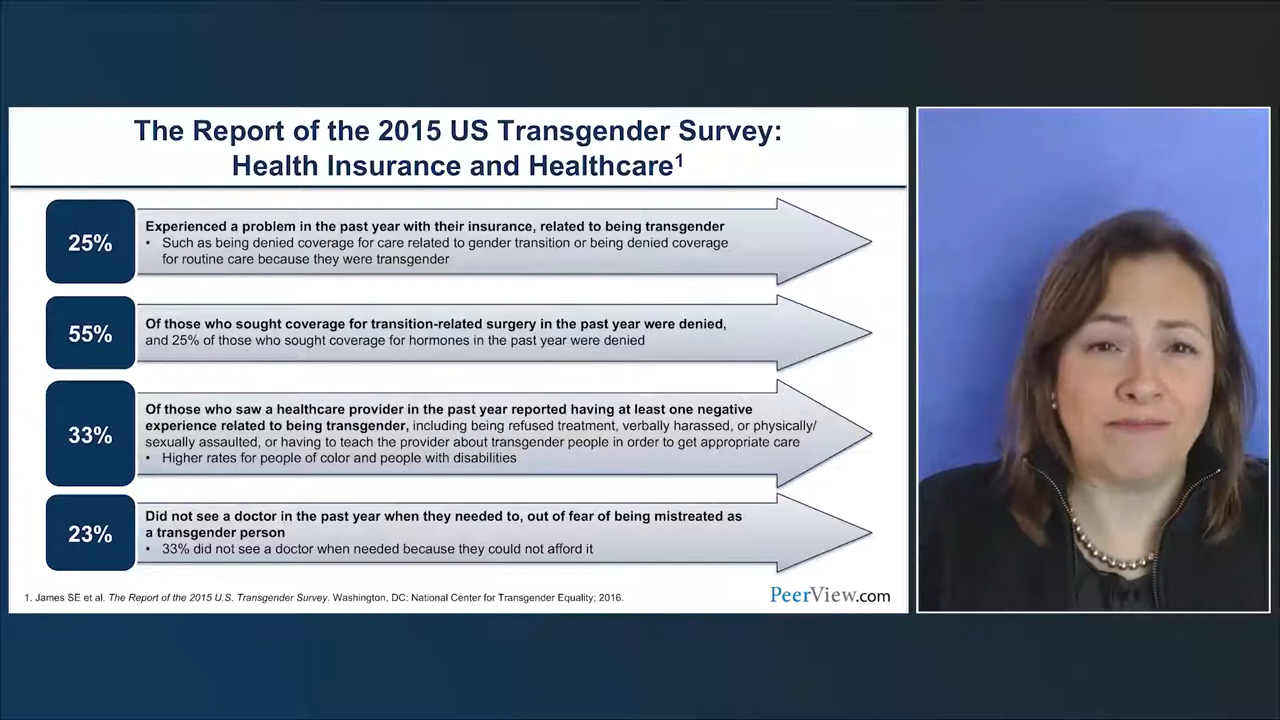 The Report of the 2015 US Transgender Survey:
Health Insurance and Healthcare¹
25%
Experienced a problem in the past year with their insurance, related to being transgender
• Such as being denied coverage for care related to gender transition or being denied coverage
for routine care because they were transgender
55%
Of those who sought coverage for transition-related surgery in the past year were denied,
and 25% of those who sought coverage for hormones in the past year were denied
33%
Of those who saw a healthcare provider in the past year reported having at least one negative
experience related to being transgender, including being refused treatment, verbally harassed, or physically/
sexually assaulted, or having to teach the provider about transgender people in order to get appropriate care
• Higher rates for people of color and people with disabilities
23%
Did not see a doctor in the past year when they needed to, out of fear of being mistreated as
a transgender person
• 33% did not see a doctor when needed because they could not afford it
1. James SE et al. The Report of the 2015 U.S. Transgender Survey. Washington, DC: National Center for Transgender Equality; 2016.
PeerView.com